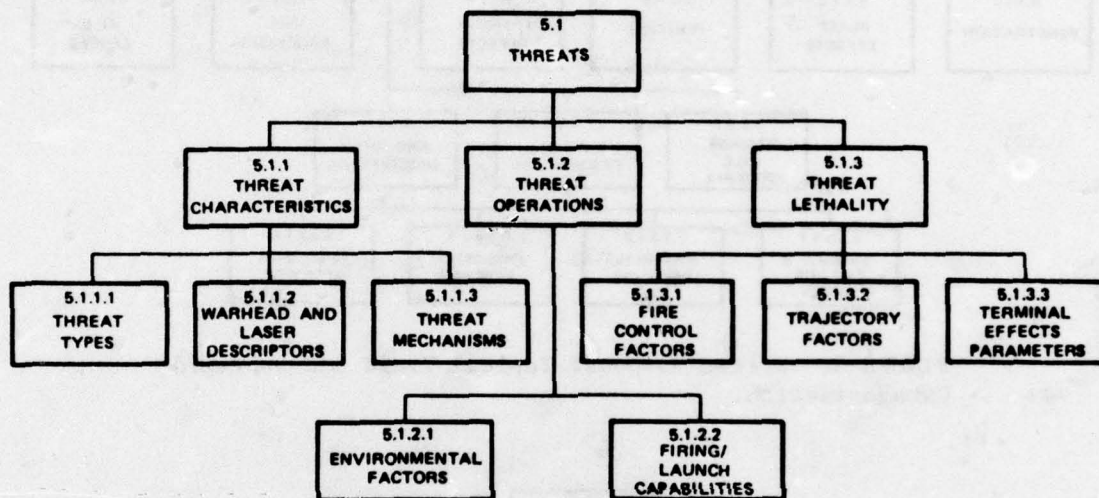 5.1
THREATS
5.1.1
THREAT
CHARACTERISTICS
5.1.2
THREAT
OPERATIONS
5.1.3
THREAT
LETHALITY
5.1.1.1
THREAT
TYPES
5.1.1.2
WARHEAD AND
LASER
DESCRIPTORS
5.1.1.3
THREAT
MECHANISMS
5.1.3.1
FIRE
CONTROL
FACTORS
5.1.3.2
TRAJECTORY
FACTORS
5.1.3.3
TERMINAL
EFFECTS
PARAMETERS
5.1.2.1
ENVIRONMENTAL
FACTORS
5.1.2.2
FIRING/
LAUNCH
CAPABILITIES